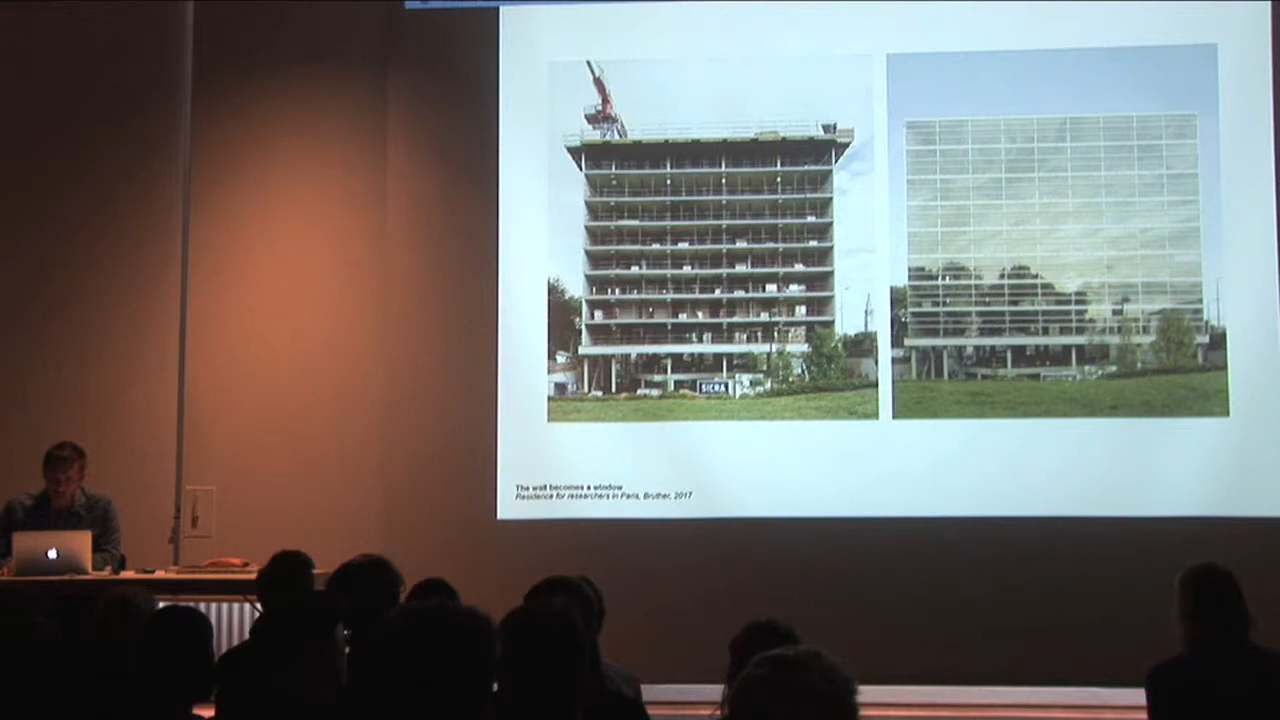 SICRA
The wall becomes a window
Residence for researchers in Paris, Bruther, 2017